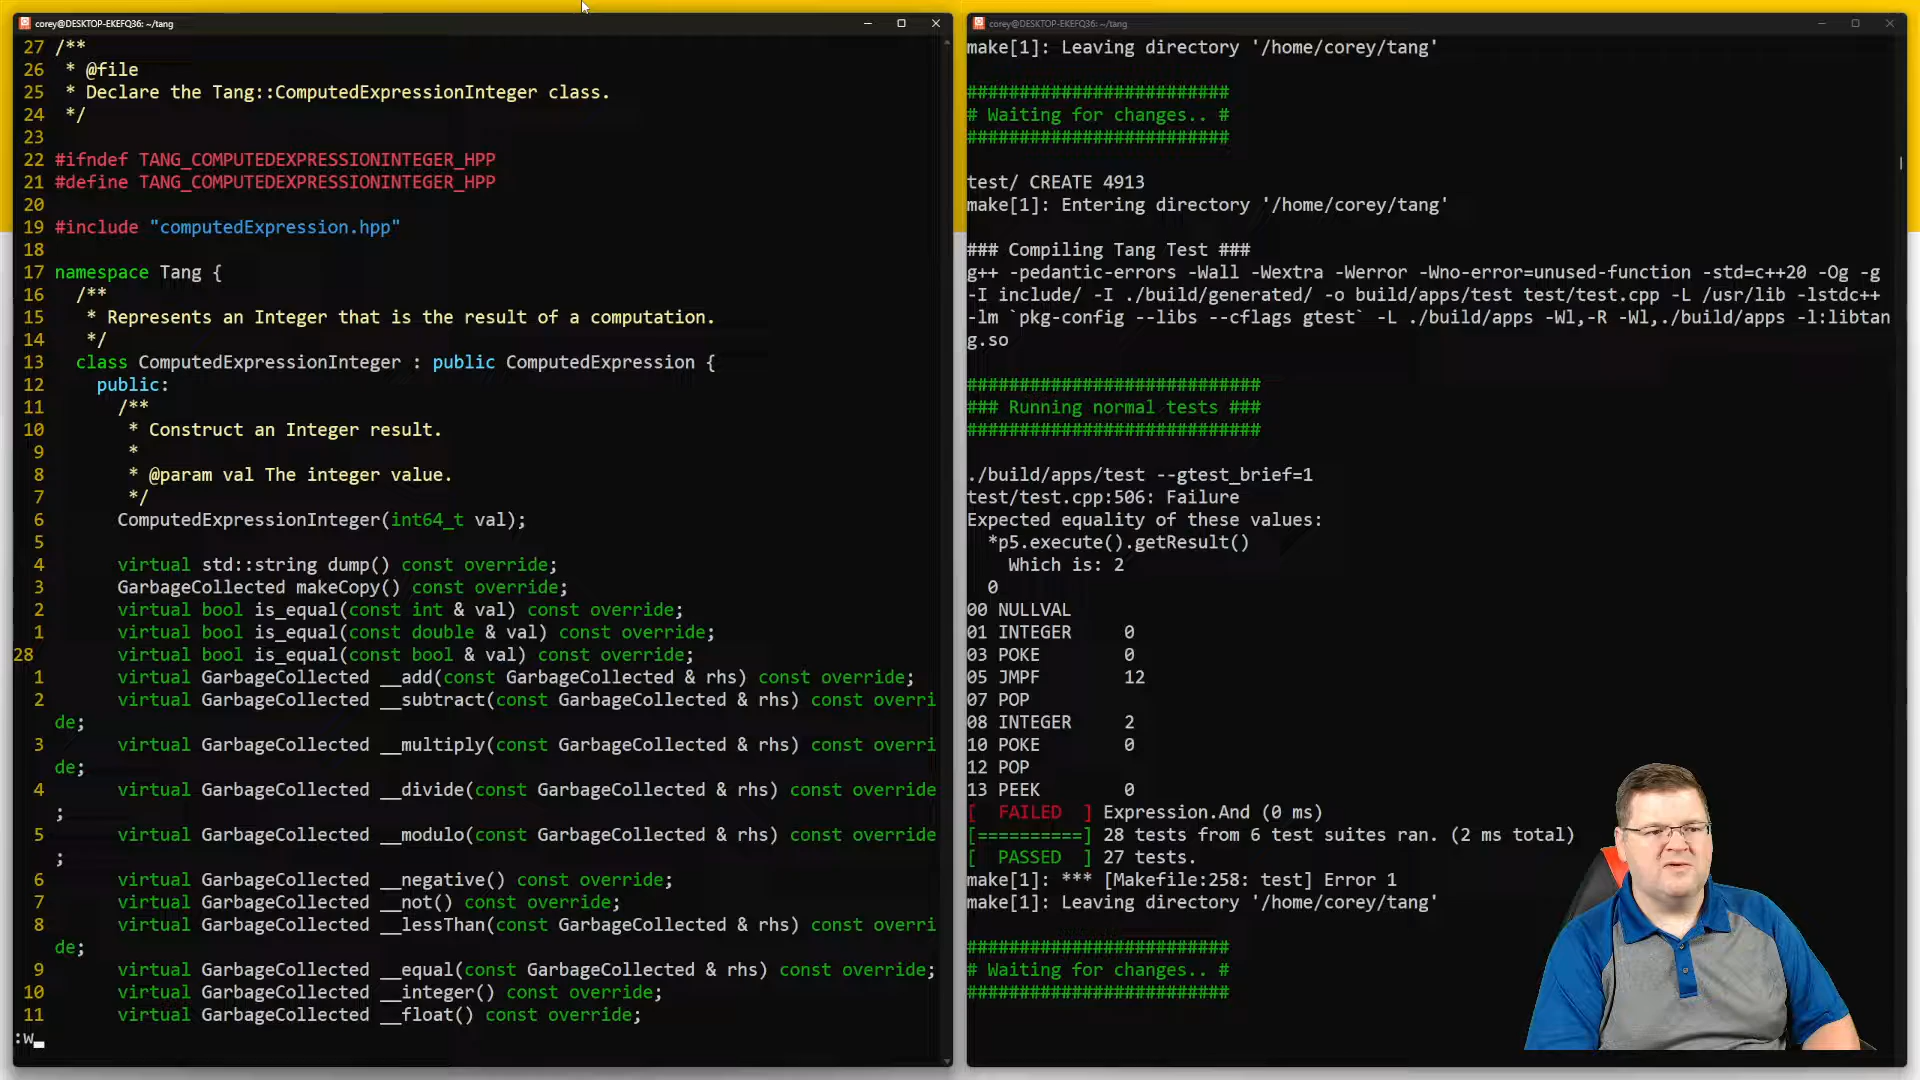 corey@DESKTOP-EKEFQ36: ~/tang
27 /**
26  * @file
25  * Declare the Tang::ComputedExpressionInteger class.
24  */
23
22 #ifndef TANG_COMPUTEDEXPRESSIONINTEGER_HPP
21 #define TANG_COMPUTEDEXPRESSIONINTEGER_HPP
20
19 #include "computedExpression.hpp"
18
17 namespace Tang {
16   /**
15    * Represents an Integer that is the result of a computation.
14    */
13   class ComputedExpressionInteger : public ComputedExpression {
12     public:
11       /**
10        * Construct an Integer result.
9        *
8        * @param val The integer value.
7        */
6       ComputedExpressionInteger(int64_t val);
5
4       virtual std::string dump() const override;
3       GarbageCollected makeCopy() const override;
2       virtual bool is_equal(const int & val) const override;
1       virtual bool is_equal(const double & val) const override;
28      virtual bool is_equal(const bool & val) const override;
1       virtual GarbageCollected __add(const GarbageCollected & rhs) const override;
2       virtual GarbageCollected __subtract(const GarbageCollected & rhs) const overri
de;
3       virtual GarbageCollected __multiply(const GarbageCollected & rhs) const overri
de;
4       virtual GarbageCollected __divide(const GarbageCollected & rhs) const override
;
5       virtual GarbageCollected __modulo(const GarbageCollected & rhs) const override
;
6       virtual GarbageCollected __negative() const override;
7       virtual GarbageCollected __not() const override;
8       virtual GarbageCollected __lessThan(const GarbageCollected & rhs) const overri
de;
9       virtual GarbageCollected __equal(const GarbageCollected & rhs) const override;
10      virtual GarbageCollected __integer() const override;
11      virtual GarbageCollected __float() const override;
:w
corey@DESKTOP-EKEFQ36: ~/tang
make[1]: Leaving directory '/home/corey/tang'
#########################
# Waiting for changes.. #
#########################
test/ CREATE 4913
make[1]: Entering directory '/home/corey/tang'
### Compiling Tang Test ###
g++ -pedantic-errors -Wall -Wextra -Werror -Wno-error=unused-function -std=c++20 -Og -g
-I include/ -I ./build/generated/ -o build/apps/test test/test.cpp -L /usr/lib -lstdc++
-lm `pkg-config --libs --cflags gtest` -L ./build/apps -Wl,-R -Wl,./build/apps -l:libtan
g.so
############################
### Running normal tests ###
############################
./build/apps/test --gtest_brief=1
test/test.cpp:506: Failure
Expected equality of these values:
  *p5.execute().getResult()
    Which is: 2
  0
00 NULLVAL
01 INTEGER     0
03 POKE        0
05 JMPF        12
07 POP
08 INTEGER     2
10 POKE        0
12 POP
13 PEEK        0
[  FAILED  ] Expression.And (0 ms)
[==========] 28 tests from 6 test suites ran. (2 ms total)
[  PASSED  ] 27 tests.
make[1]: *** [Makefile:258: test] Error 1
make[1]: Leaving directory '/home/corey/tang'
#########################
# Waiting for changes.. #
#########################